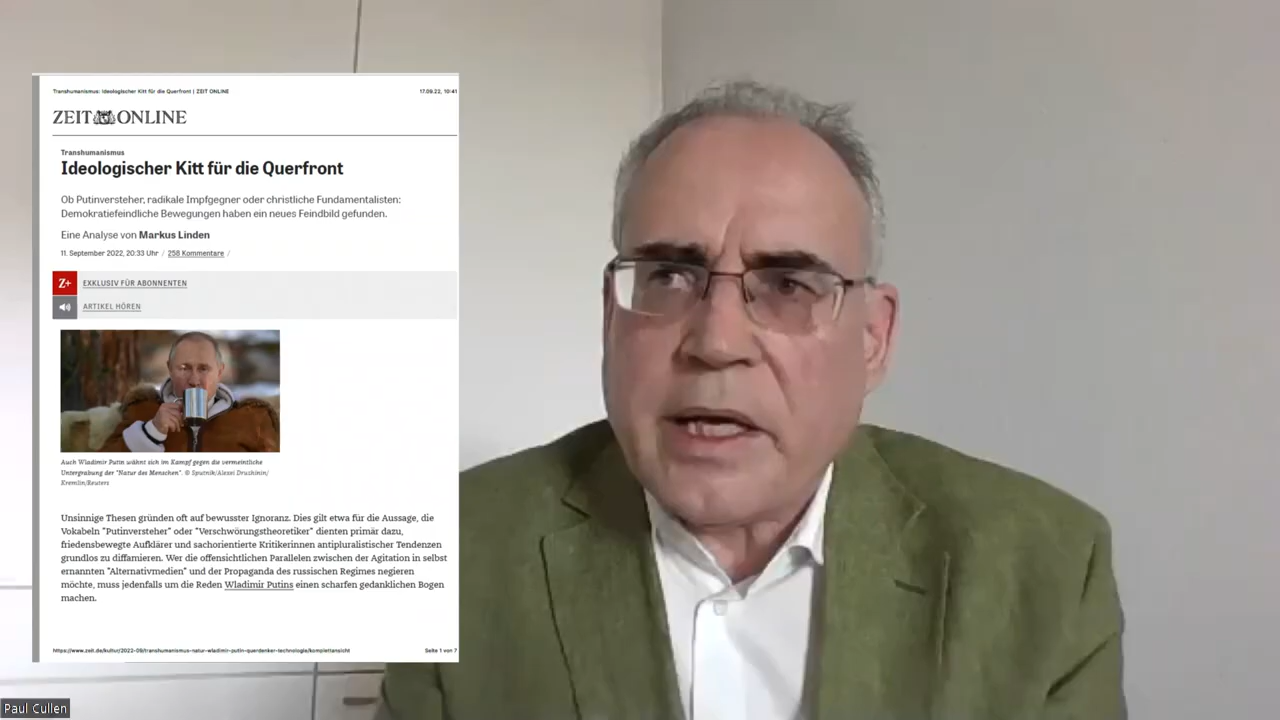 Transhumanismus: Ideologischer Kitt für die Querfront | ZEIT ONLINE
17.09.22, 10:41
ZEIT ONLINE
Transhumanismus
Ideologischer Kitt für die Querfront
Ob Putinversteher, radikale Impfgegner oder christliche Fundamentalisten:
Demokratiefeindliche Bewegungen haben ein neues Feindbild gefunden.
Eine Analyse von Markus Linden
11. September 2022, 20:33 Uhr / 258 Kommentare /
Z+ EXKLUSIV FÜR ABONNENTEN
ARTIKEL HÖREN
Auch Wladimir Putin wähnt sich im Kampf gegen die vermeintliche
Untergrabung der "Natur des Menschen". © Sputnik/Alexei Druzhinin/
Kremlin/Reuters
Unsinnige Thesen gründen oft auf bewusster Ignoranz. Dies gilt etwa für die Aussage, die
Vokabeln "Putinversteher" oder "Verschwörungstheoretiker" dienten primär dazu,
friedensbewegte Aufklärer und sachorientierte Kritikerinnen antipluralistischer Tendenzen
grundlos zu diffamieren. Wer die offensichtlichen Parallelen zwischen der Agitation in selbst
ernannten "Alternativmedien" und der Propaganda des russischen Regimes negieren
möchte, muss jedenfalls um die Reden Wladimir Putins einen scharfen gedanklichen Bogen
machen.
https://www.zeit.de/kultur/2022-09/transhumanismus-natur-wladimir-putin-querdenker-technologie/komplettansicht
Seite 1 von 7
Paul Cullen